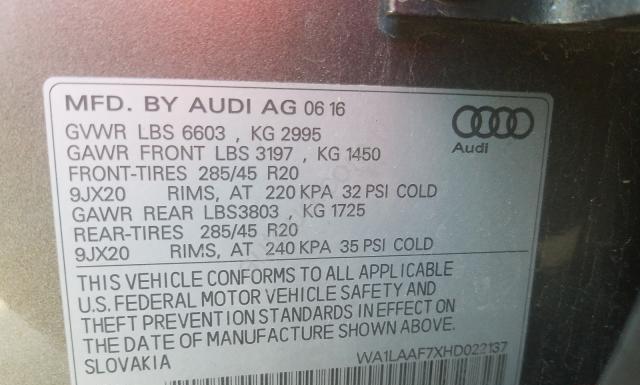 MFD. BY AUDI AG 06 16
GVWR LBS 6603 , KG 2995
GAWR FRONT LBS 3197 , KG 1450
FRONT-TIRES 285/45 R20
9JX20 RIMS, AT 220 KPA 32 PSI COLD
GAWR REAR LBS3803 , KG 1725
REAR-TIRES 285/45 R20
9JX20 RIMS, AT 240 KPA 35 PSI COLD
Audi
THIS VEHICLE CONFORMS TO ALL APPLICABLE
U.S. FEDERAL MOTOR VEHICLE SAFETY AND
THEFT PREVENTION STANDARDS IN EFFECT ON
THE DATE OF MANUFACTURE SHOWN ABOVE.
SLOVAKIA WA1LAAF7XHD022137